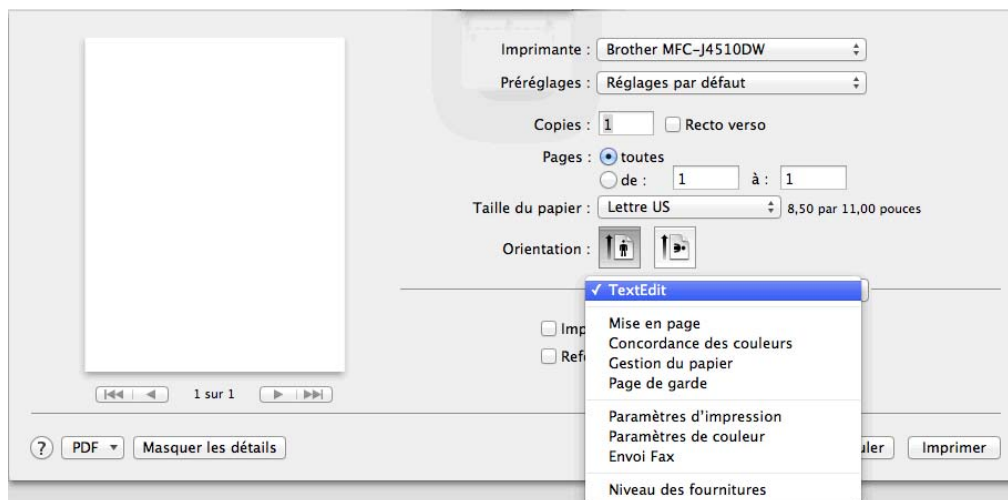 Imprimante : Brother MFC-J4510DW
Préréglages : Réglages par défaut
Copies : 1 Recto verso
Pages : toutes
de : 1 à : 1
Taille du papier : Lettre US 8,50 par 11,00 pouces
Orientation :
✓ TextEdit
Mise en page
Concordance des couleurs
Gestion du papier
Page de garde
Paramètres d'impression
Paramètres de couleur
Envoi Fax
Niveau des fournitures
1 sur 1
? PDF Masquer les détails Imprimer